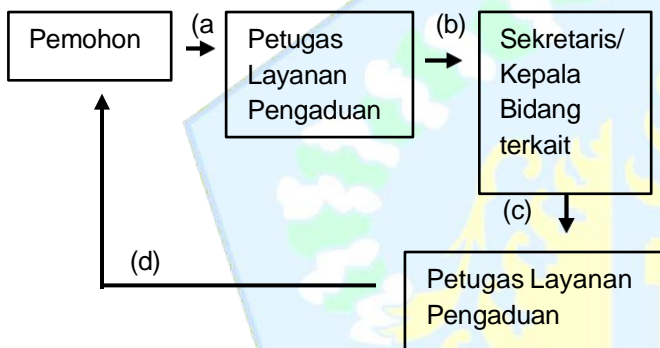 Pemohon
(a
Petugas
Layanan
Pengaduan
(b)
Sekretaris/
Kepala
Bidang
terkait
(c)
(d)
Petugas Layanan
Pengaduan